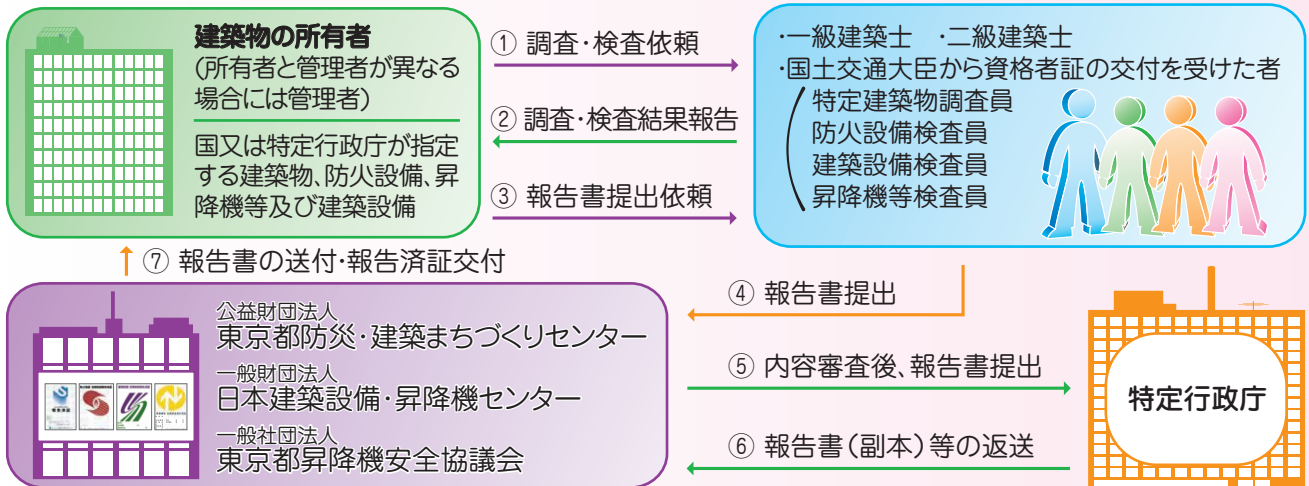 建築物の所有者
(所有者と管理者が異なる
場合には管理者)
国又は特定行政庁が指定
する建築物、防火設備、昇
降機等及び建築設備
① 調査・検査依頼
② 調査・検査結果報告
③ 報告書提出依頼
・一級建築士 ・二級建築士
・国土交通大臣から資格者証の交付を受けた者
特定建築物調査員
防火設備検査員
建築設備検査員
昇降機等検査員
⑦ 報告書の送付・報告済証交付
公益財団法人
東京都防災・建築まちづくりセンター
一般財団法人
日本建築設備・昇降機センター
一般社団法人
東京都昇降機安全協議会
④ 報告書提出
⑤ 内容審査後、報告書提出
⑥ 報告書(副本)等の返送
特定行政庁